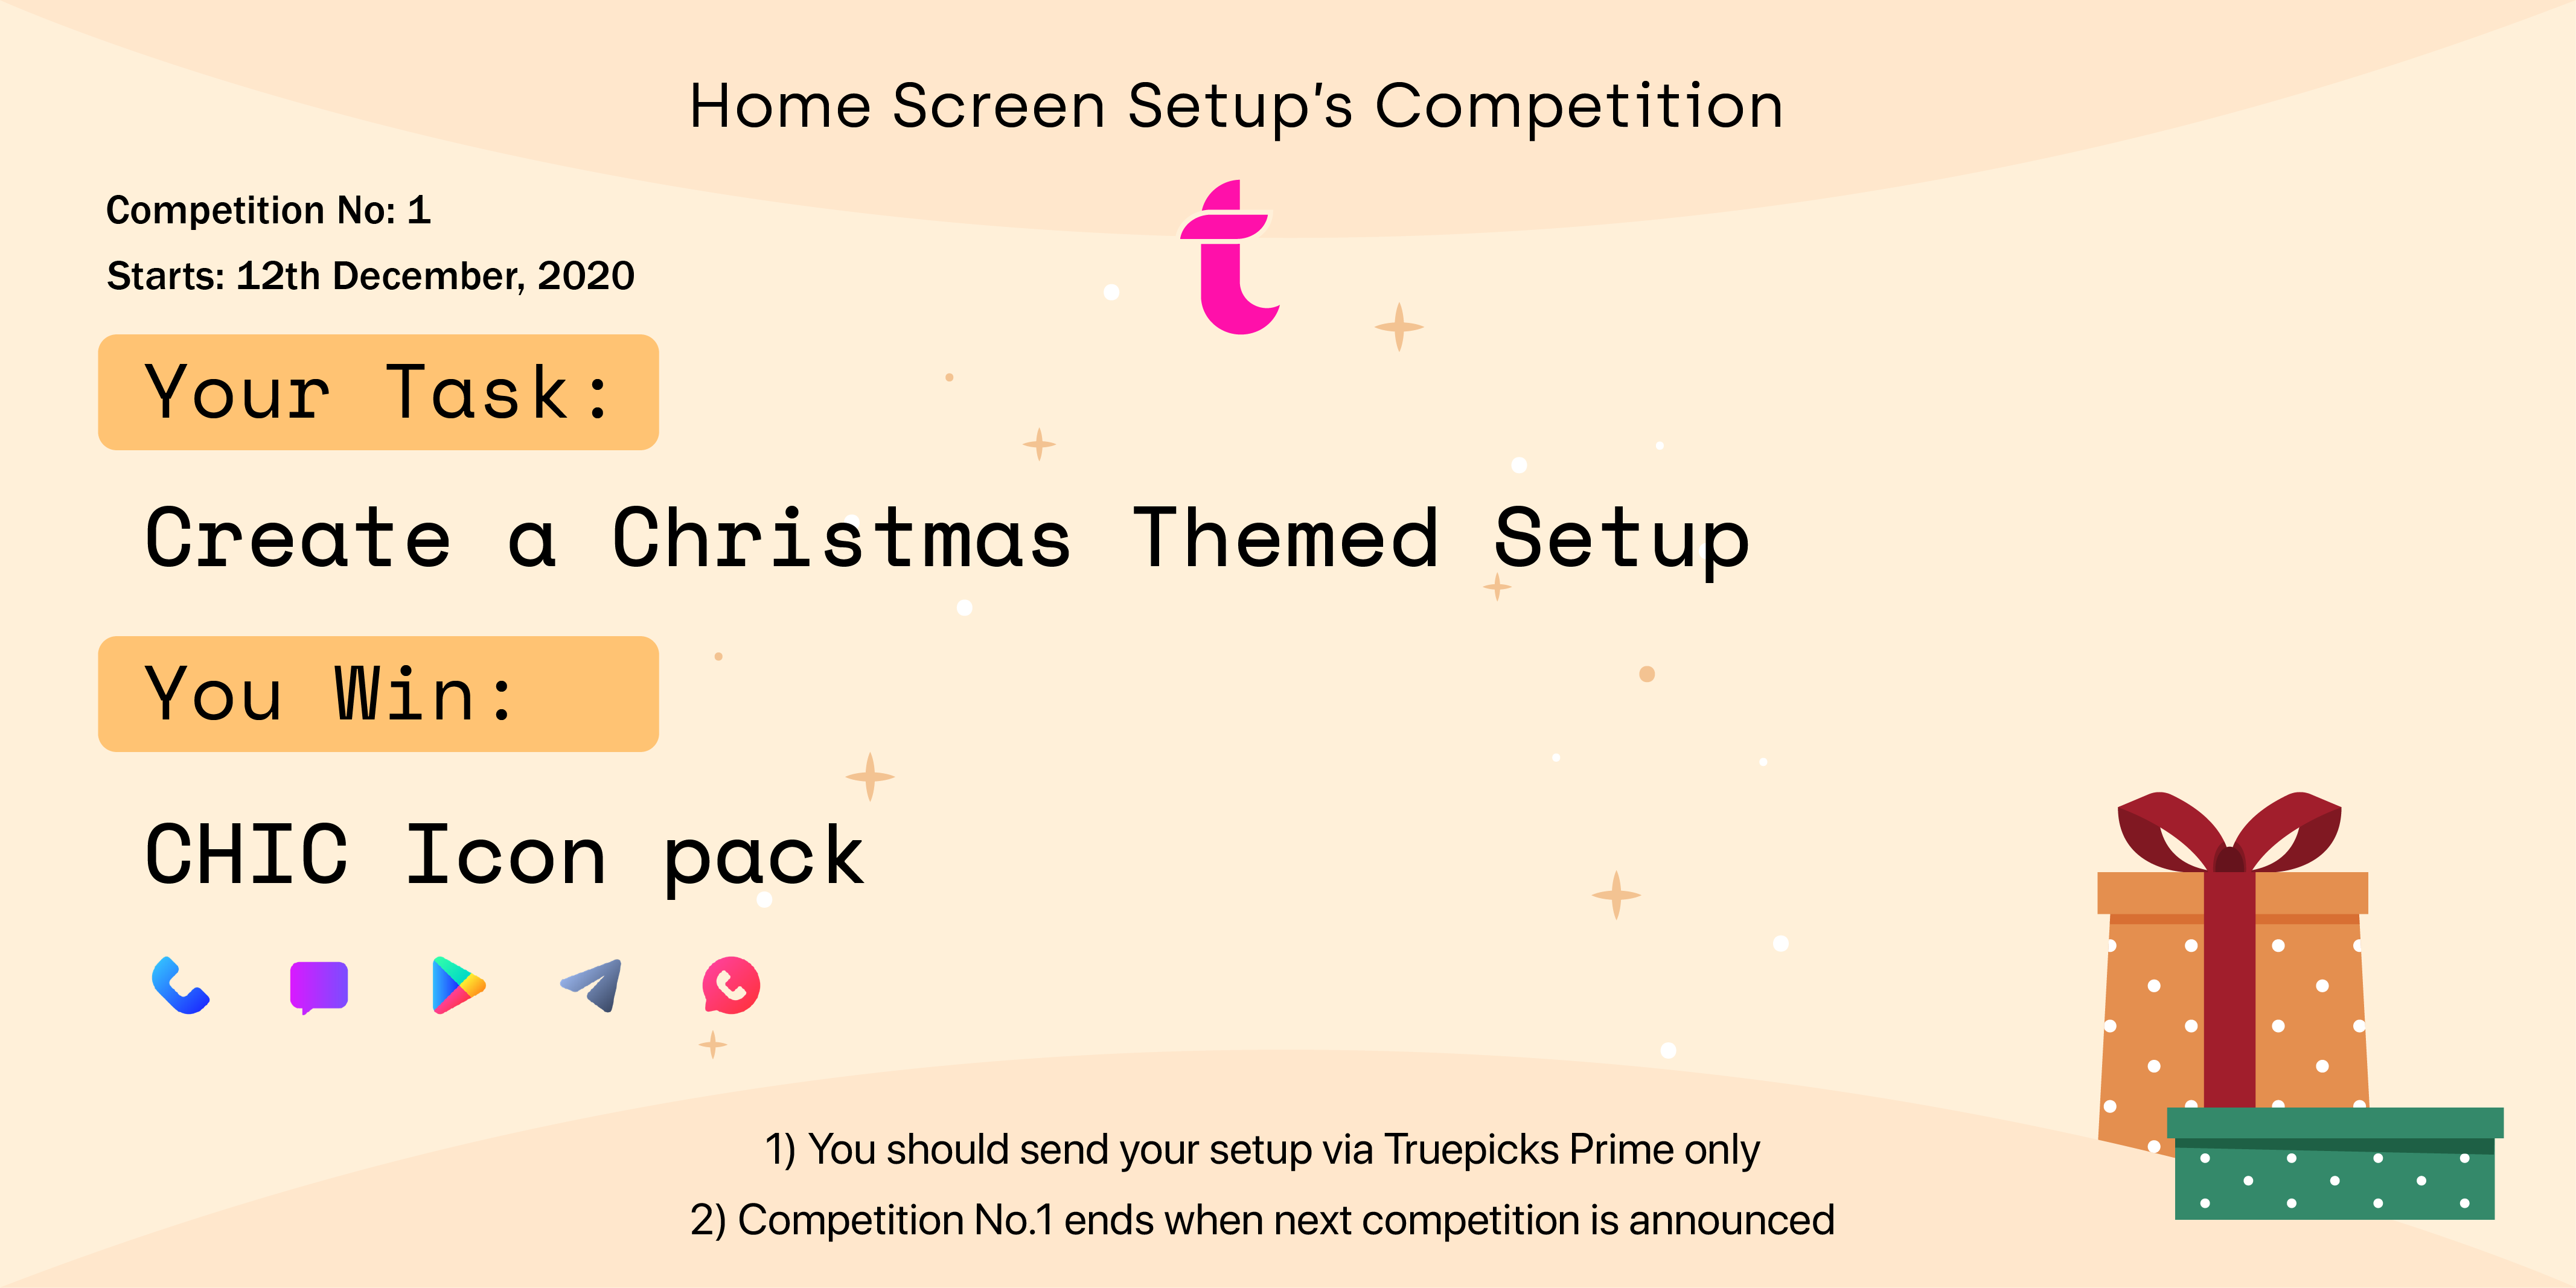 Home Screen Setup’s Competition
Competition No: 1
Starts: 12th December, 2020
Your Task:
Create a Christmas Themed Setup
You Win:
CHIC Icon pack
1) You should send your setup via Truepicks Prime only
2) Competition No.1 ends when next competition is announced